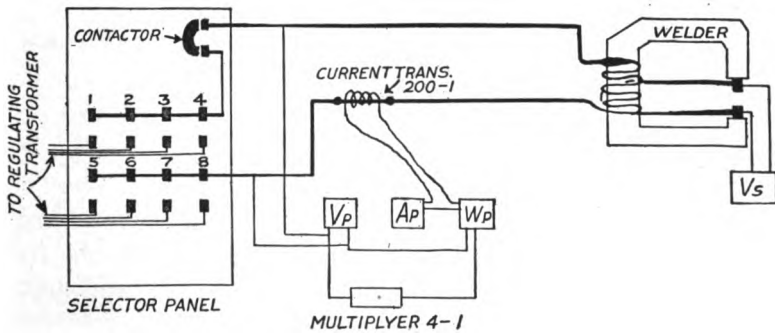 CONTACTOR
WELDER
CURRENT TRANS.
200-1
1 2 3 4
TO REGULATING
TRANSFORMER
5 6 7 8
Vp
Ap
Wp
Vs
SELECTOR PANEL
MULTIPLYER 4-1